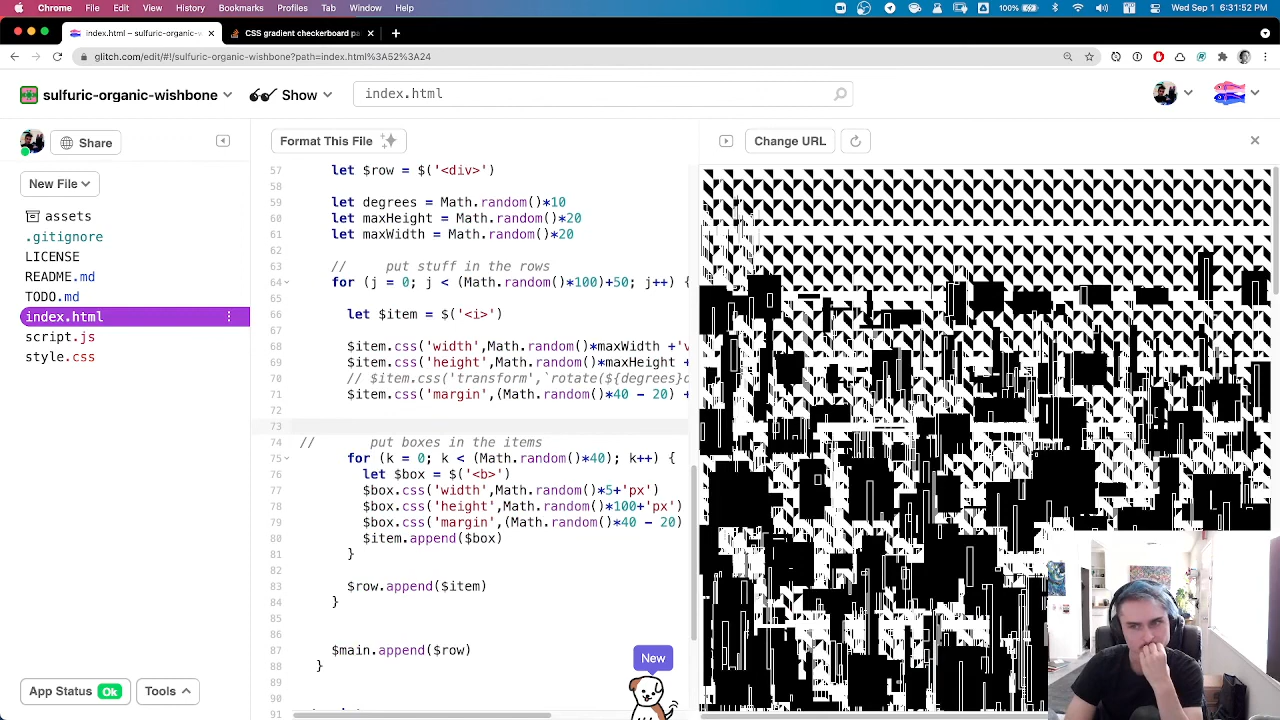 Chrome File Edit View History Bookmarks Profiles Tab Window Help 100% Wed Sep 1 6:31:52 PM
index.html – sulfuric-organic-w
CSS gradient checkerboard pa
glitch.com/edit/#!/sulfuric-organic-wishbone?path=index.html%3A52%3A24
sulfuric-organic-wishbone Show index.html
Share Format This File Change URL
New File
assets
.gitignore
LICENSE
README.md
TODO.md
index.html
script.js
style.css
57 let $row = $('<div>')
58
59 let degrees = Math.random()*10
60 let maxHeight = Math.random()*20
61 let maxWidth = Math.random()*20
62
63 // put stuff in the rows
64 for (j = 0; j < (Math.random()*100)+50; j++) {
65
66 let $item = $('<i>')
67
68 $item.css('width',Math.random()*maxWidth +'v
69 $item.css('height',Math.random()*maxHeight +
70 // $item.css('transform',`rotate(${degrees}d
71 $item.css('margin',(Math.random()*40 - 20) +
72
73
74 // put boxes in the items
75 for (k = 0; k < (Math.random()*40); k++) {
76 let $box = $('<b>')
77 $box.css('width',Math.random()*5+'px')
78 $box.css('height',Math.random()*100+'px')
79 $box.css('margin',(Math.random()*40 - 20)
80 $item.append($box)
81 }
82
83 $row.append($item)
84 }
85
86
87 $main.append($row)
88 }
89
90
91
New
App Status Ok Tools